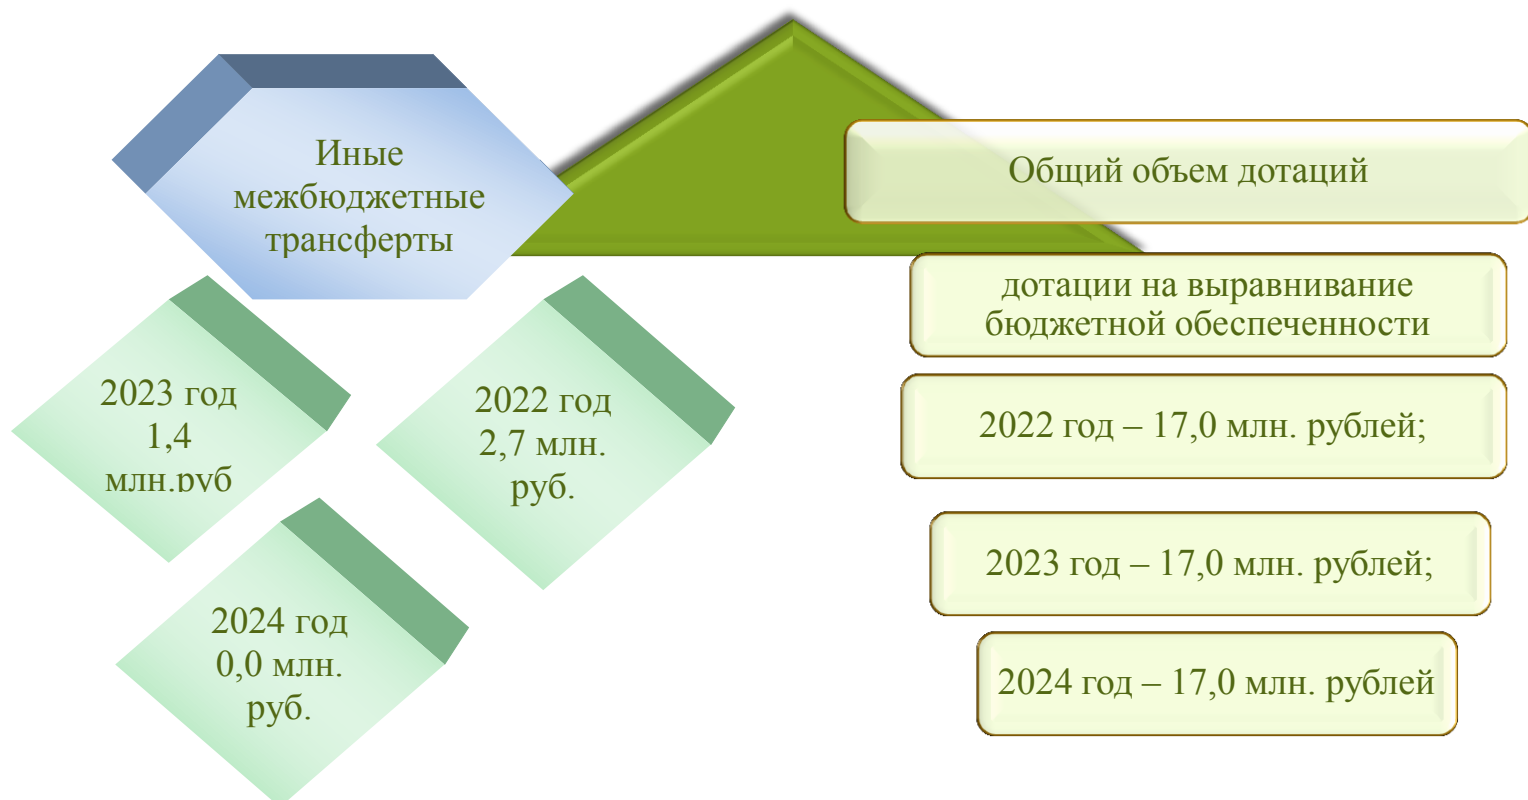 Иные
межбюджетные
трансферты
2023 год
1,4
млн.руб
2022 год
2,7 млн.
руб.
2024 год
0,0 млн.
руб.
Общий объем дотаций
дотации на выравнивание
бюджетной обеспеченности
2022 год – 17,0 млн. рублей;
2023 год – 17,0 млн. рублей;
2024 год – 17,0 млн. рублей